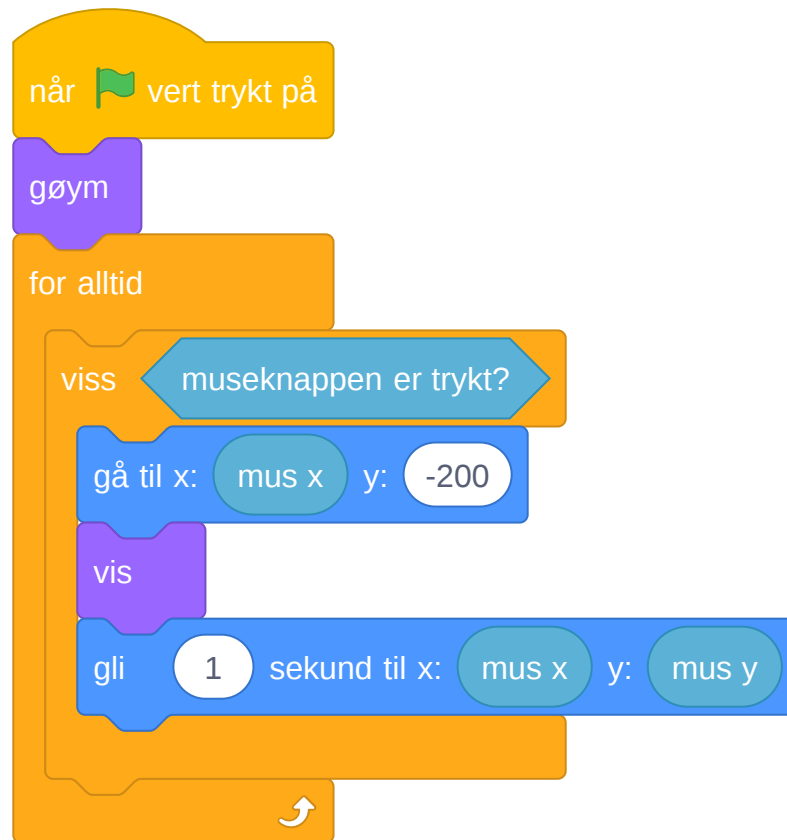 når vert trykt på
gøym
for alltid
viss museknappen er trykt?
gå til x: mus x y: -200
vis
gli 1 sekund til x: mus x y: mus y